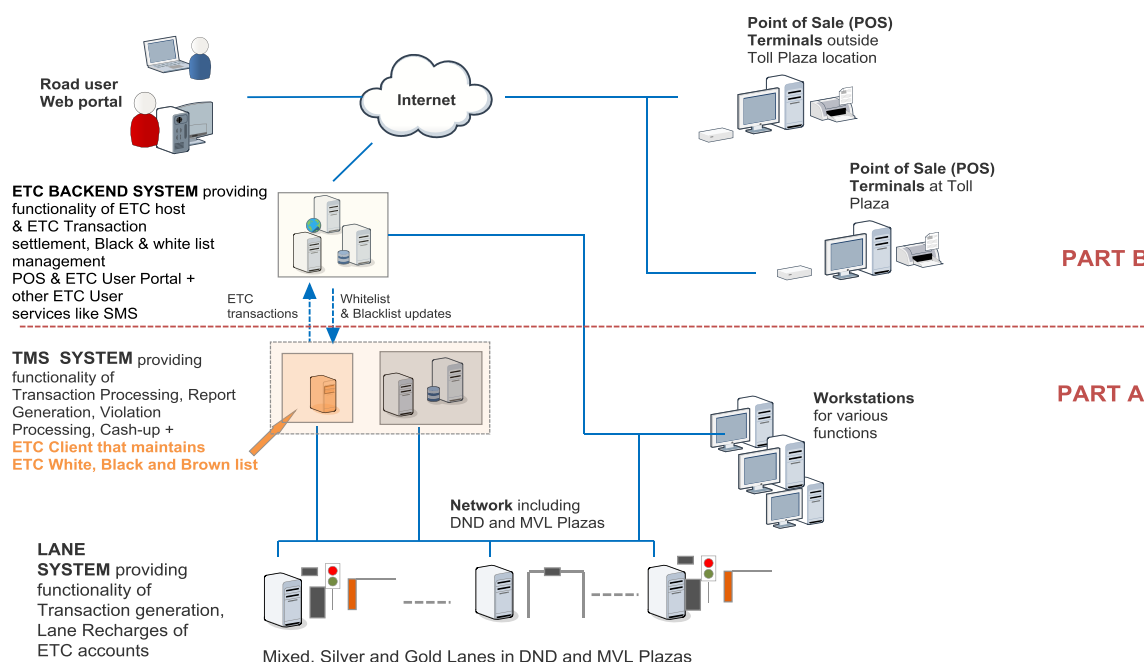 Point of Sale (POS)
Terminals outside
Toll Plaza location
Road user
Web portal
Internet
Point of Sale (POS)
Terminals at Toll
Plaza
ETC BACKEND SYSTEM providing
functionality of ETC host
& ETC Transaction
settlement, Black & white list
management
POS & ETC User Portal +
other ETC User
services like SMS
ETC
transactions
Whitelist
& Blacklist updates
PART B
TMS SYSTEM providing
functionality of
Transaction Processing, Report
Generation, Violation
Processing, Cash-up +
ETC Client that maintains
ETC White, Black and Brown list
PART A
Workstations
for various
functions
Network including
DND and MVL Plazas
LANE
SYSTEM providing
functionality of
Transaction generation,
Lane Recharges of
ETC accounts
Mixed, Silver and Gold Lanes in DND and MVL Plazas